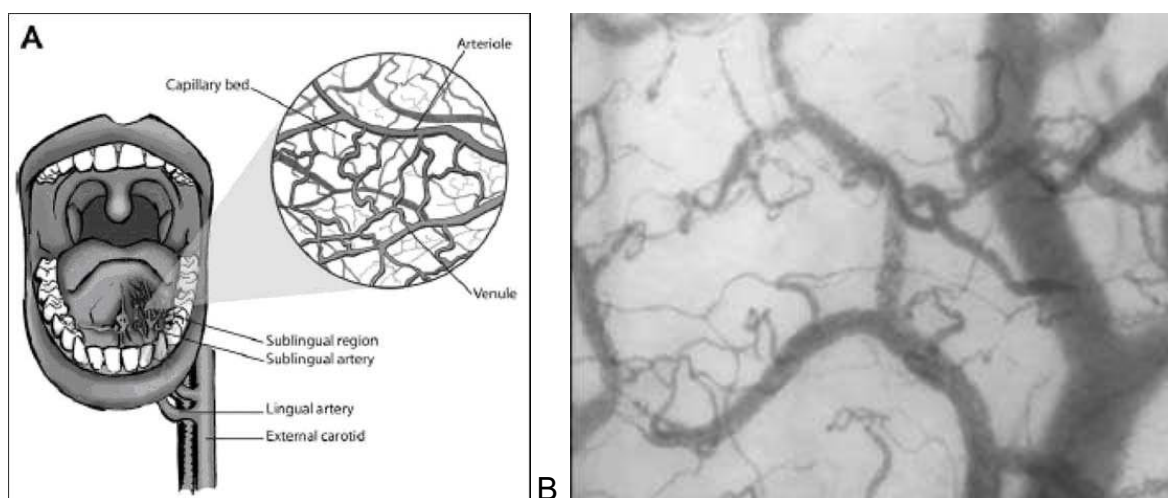 A
Arteriole
Capillary bed
Venule
Sublingual region
Sublingual artery
Lingual artery
External carotid
B